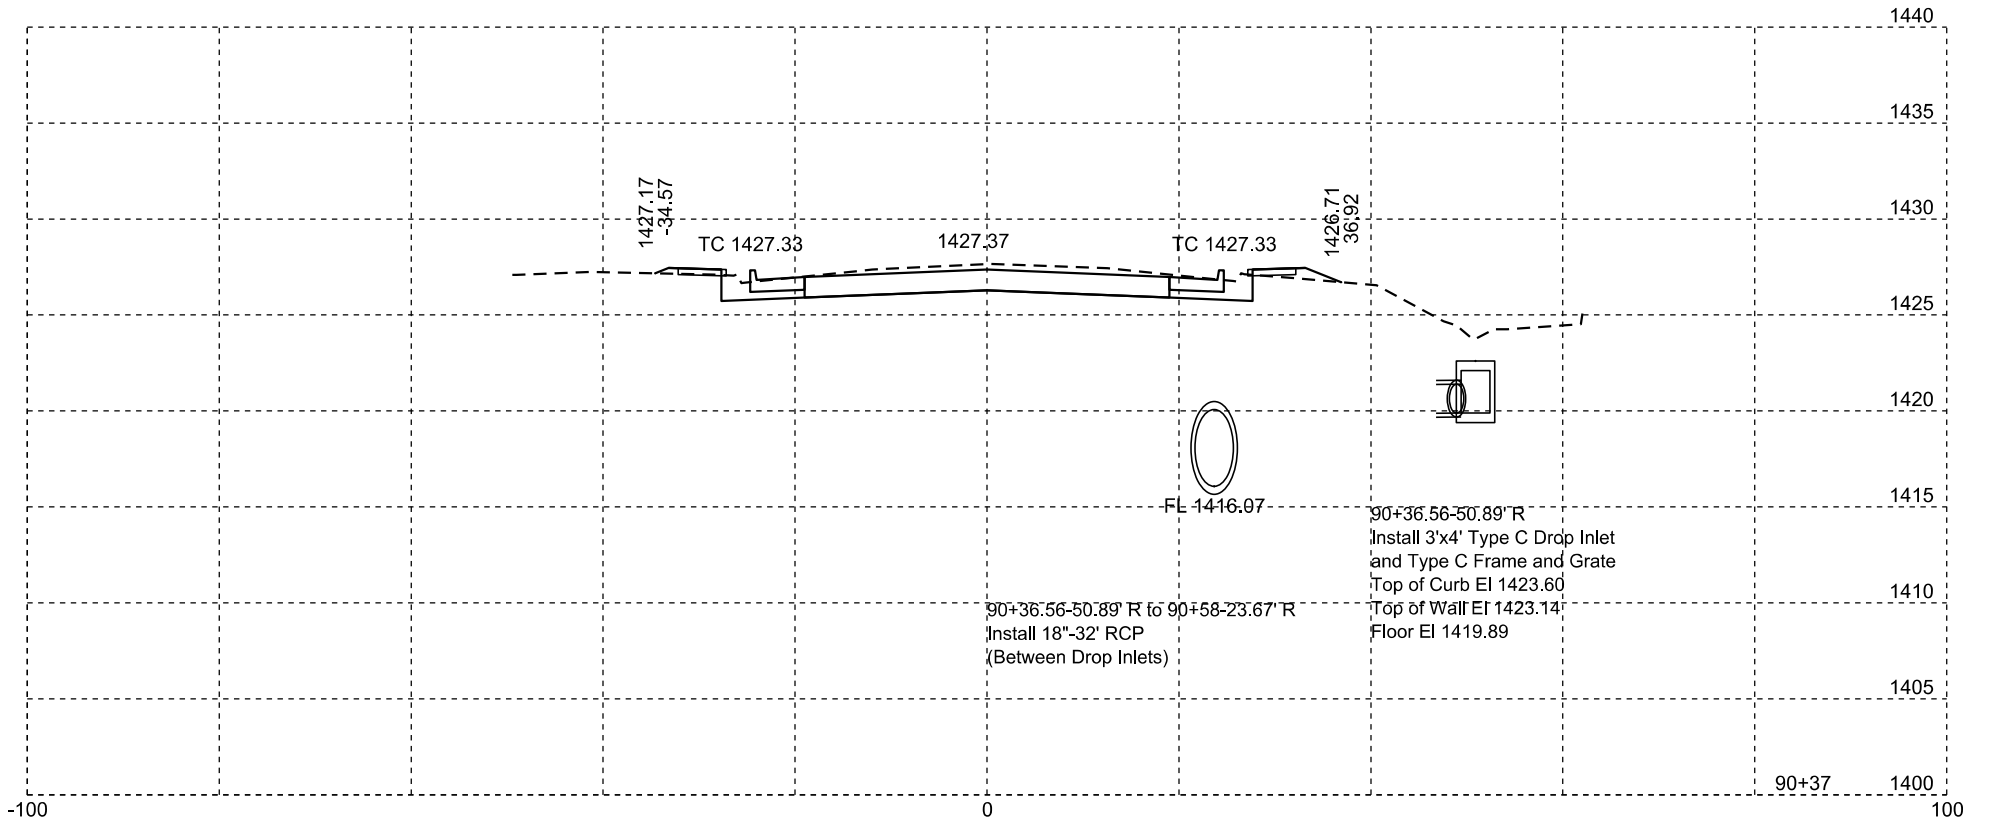 1440
1435
1430
1427.17
-34.57
1426.71
36.92
TC 1427.33
1427.37
TC 1427.33
1425
1420
1415
FL 1416.07
90+36.56-50.89' R
Install 3'x4' Type C Drop Inlet
and Type C Frame and Grate
Top of Curb El 1423.60
Top of Wall El 1423.14
Floor El 1419.89
1410
90+36.56-50.89' R to 90+58-23.67' R
Install 18"-32' RCP
(Between Drop Inlets)
1405
90+37
1400
-100
0
100